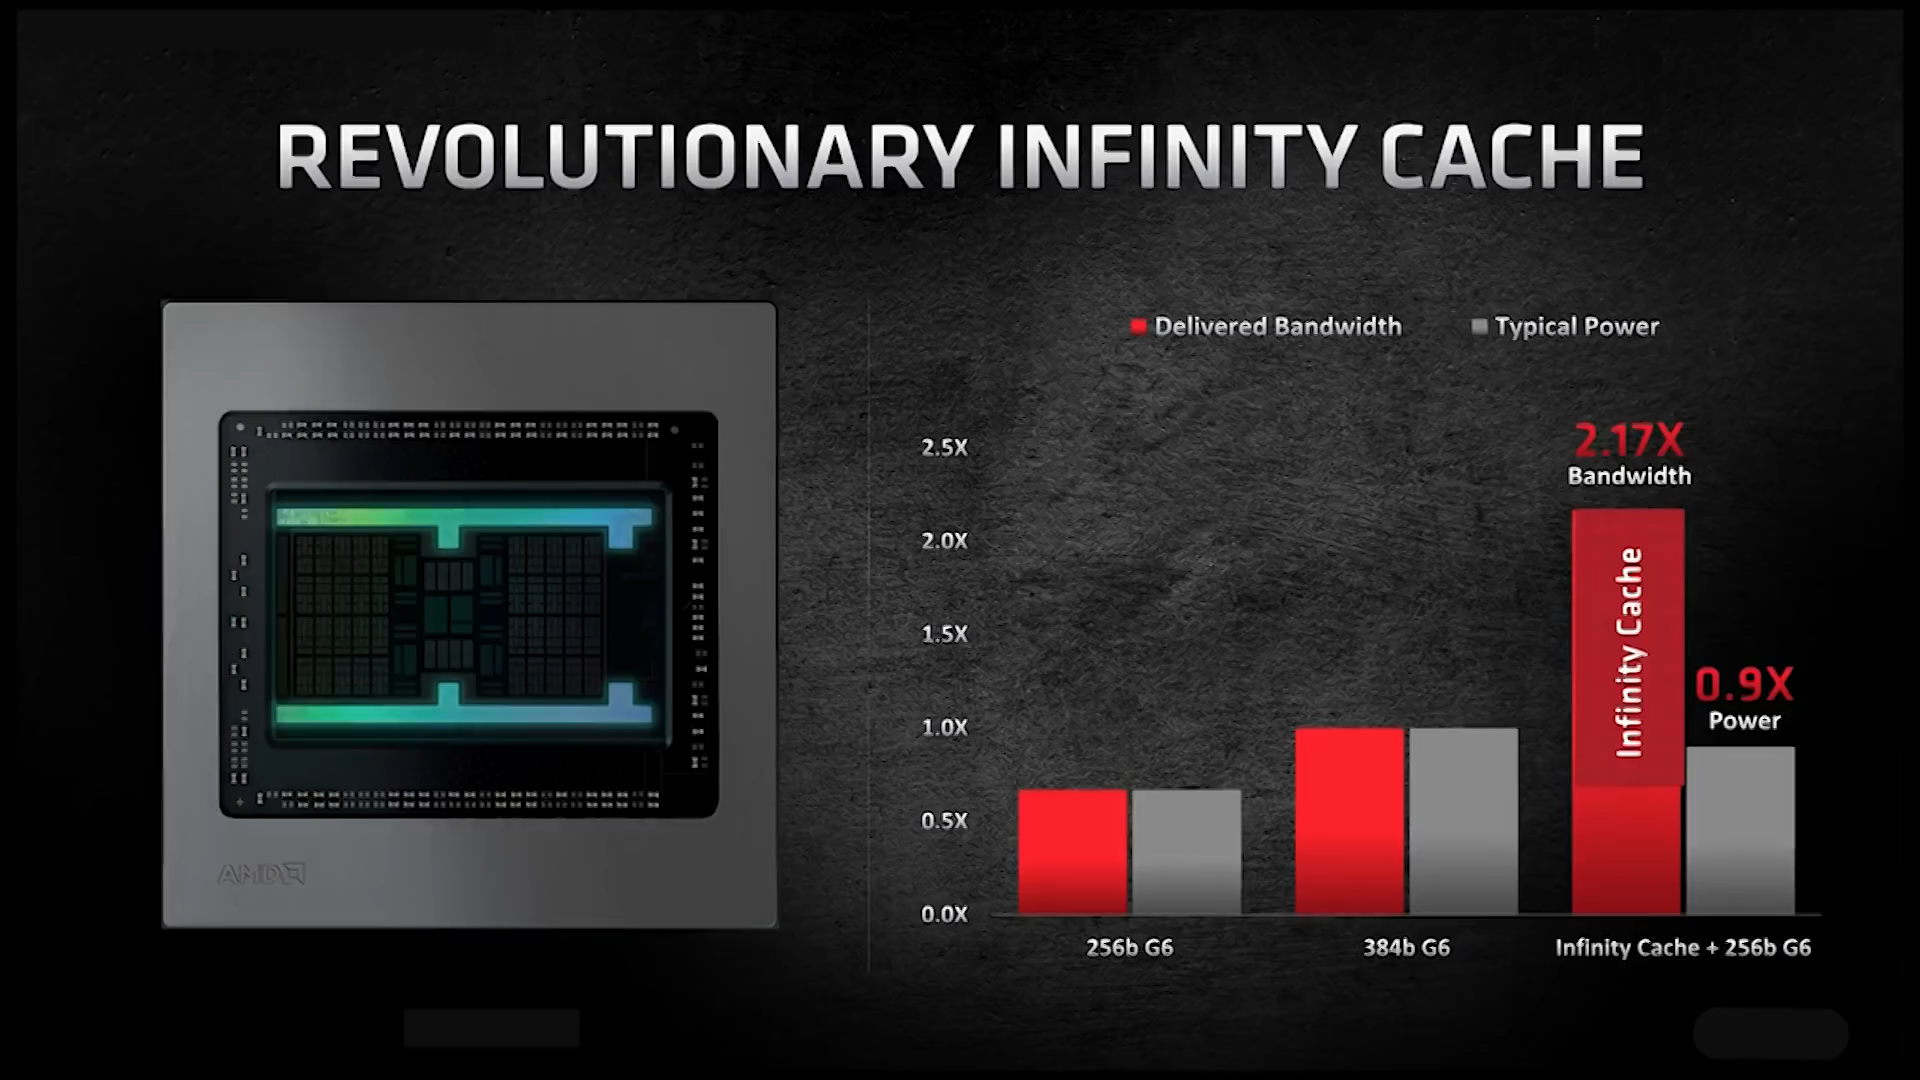 REVOLUTIONARY INFINITY CACHE
Delivered Bandwidth
Typical Power
2.5X
2.0X
1.5X
1.0X
0.5X
0.0X
2.17X
Bandwidth
Infinity Cache
0.9X
Power
256b G6
384b G6
Infinity Cache + 256b G6
AMD